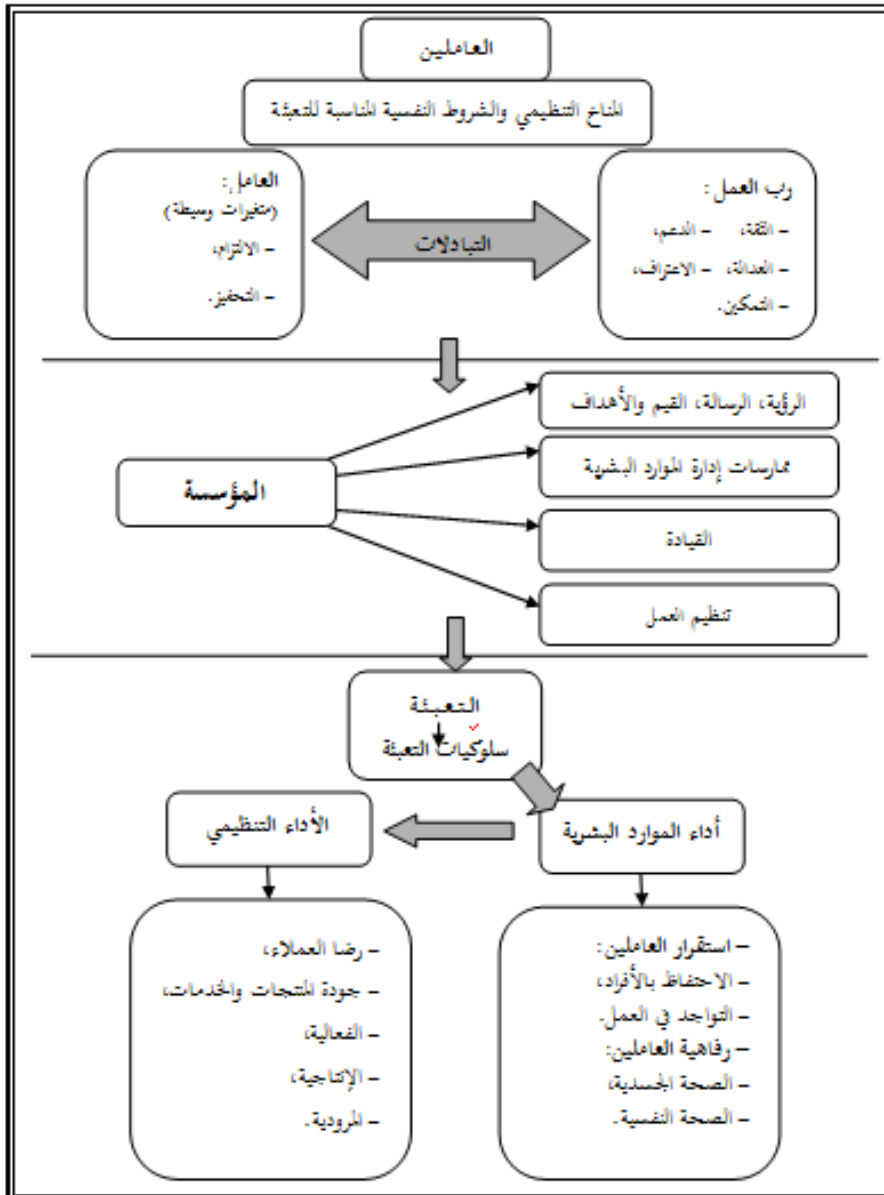 العاملين
المناخ التنظيمي والشروط النفسية المناسبة للتعبئة
رب العمل:
- الثقة، - الدعم،
- العدالة، - الاعتراف،
- التمكين.
التبادلات
العامل:
(متغيرات وسيطة)
- الالتزام،
- التحفيز.
المؤسسة
الرؤية، الرسالة، القيم والأهداف
ممارسات إدارة الموارد البشرية
القيادة
تنظيم العمل
التعبئة
سلوكيات التعبئة
أداء الموارد البشرية
الأداء التنظيمي
- استقرار العاملين:
الاحتفاظ بالأفراد،
التواجد في العمل.
- رفاهية العاملين:
- الصحة الجسدية،
- الصحة النفسية.
- رضا العملاء،
- جودة المنتجات والخدمات،
- الفعالية،
- الإنتاجية،
- المرودية.